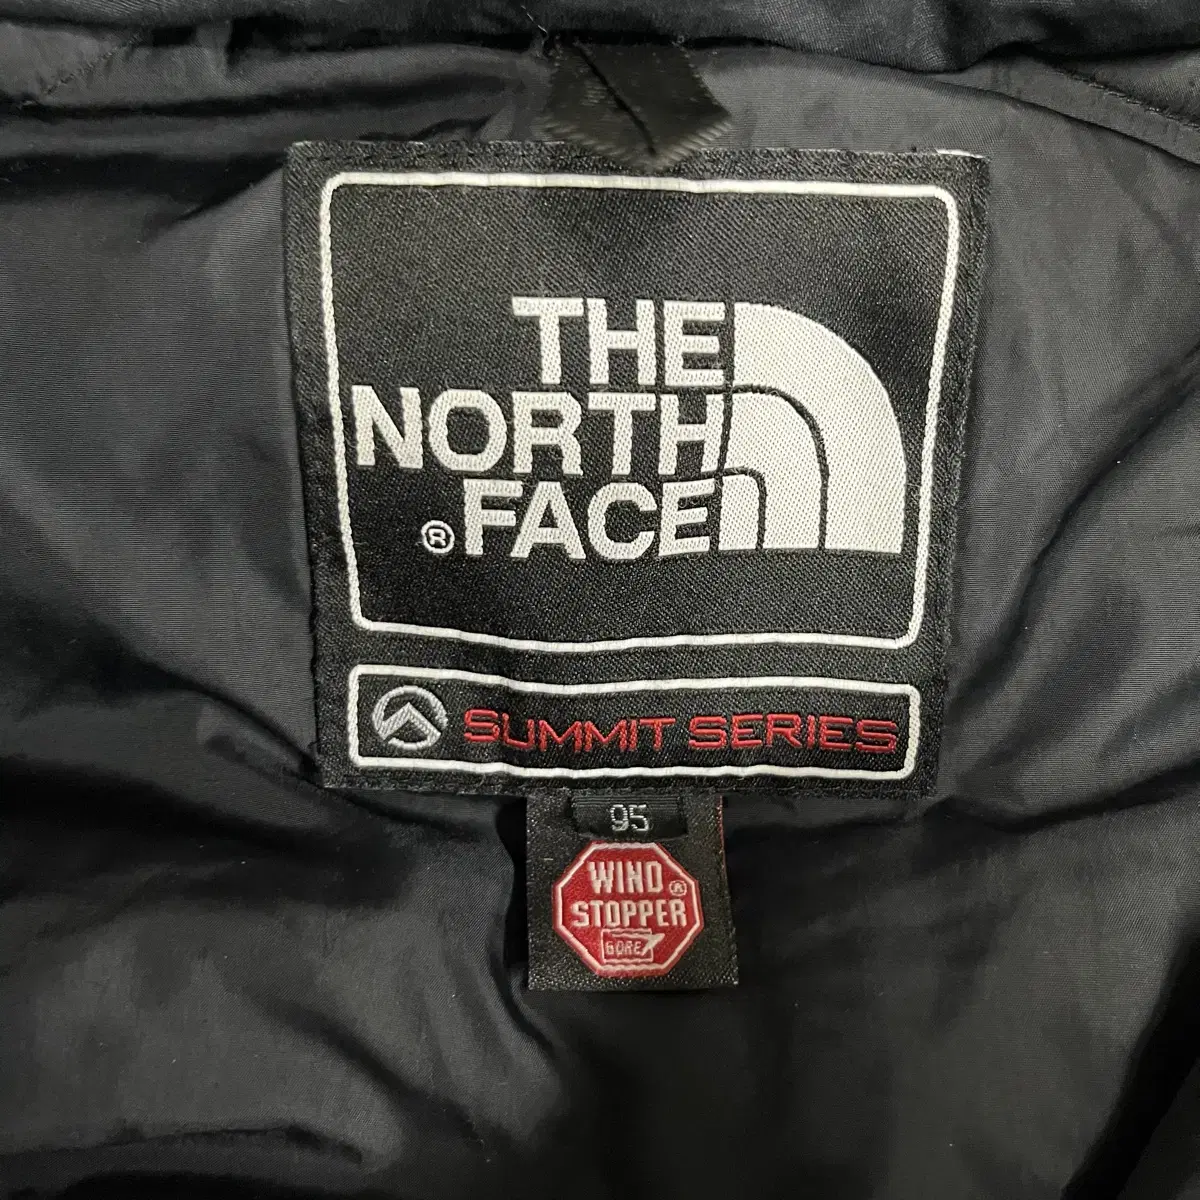 THE
NORTH
® FACE
SUMMIT SERIES
95
WIND
STOPPER®
GORE